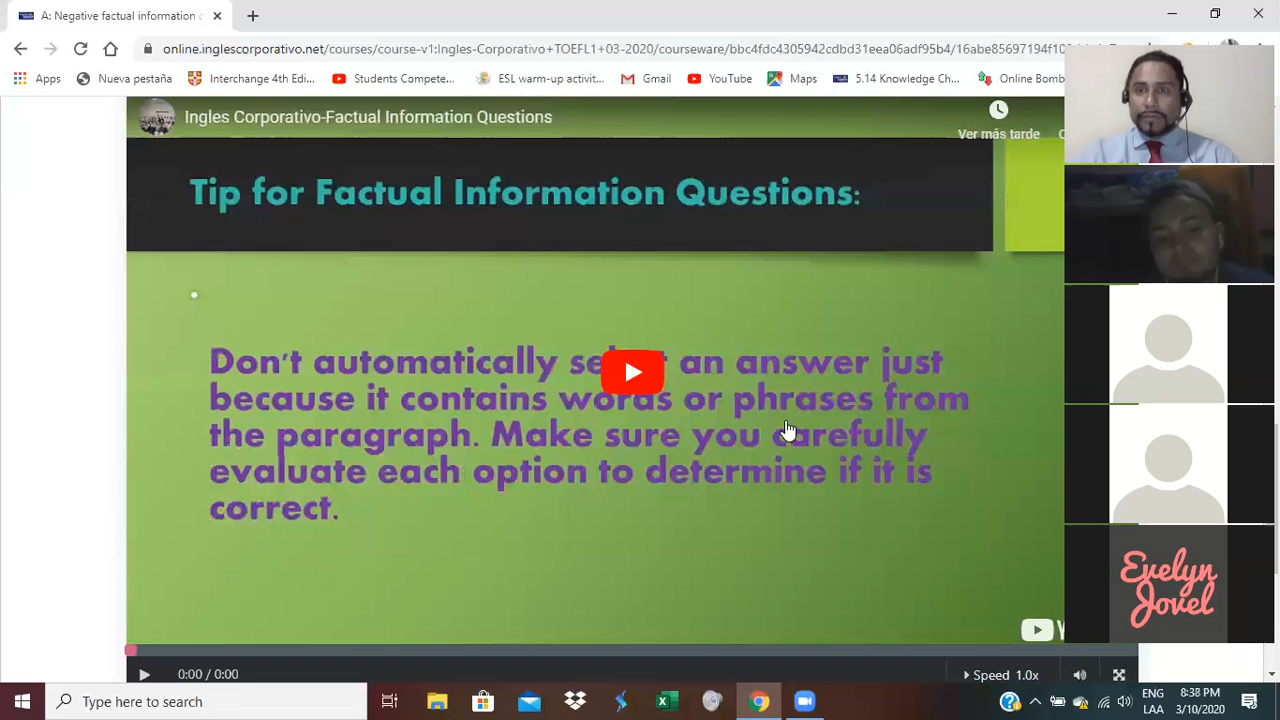 A: Negative factual information c
online.inglescorporativo.net/courses/course-v1:Ingles-Corporativo+TOEFL1+03-2020/courseware/bbc4fdc4305942cdbd31eea06adf95b4/16abe85697194f10
Apps Nueva pestaña Interchange 4th Edi... Students Compete... ESL warm-up activit... Gmail YouTube Maps 5.14 Knowledge Ch... Online Bomb
Ingles Corporativo-Factual Information Questions
Ver más tarde
Tip for Factual Information Questions:
Don't automatically select an answer just
because it contains words or phrases from
the paragraph. Make sure you carefully
evaluate each option to determine if it is
correct.
Evelyn
Jovel
0:00 / 0:00
Speed 1.0x
Type here to search
ENG
LAA
8:38 PM
3/10/2020